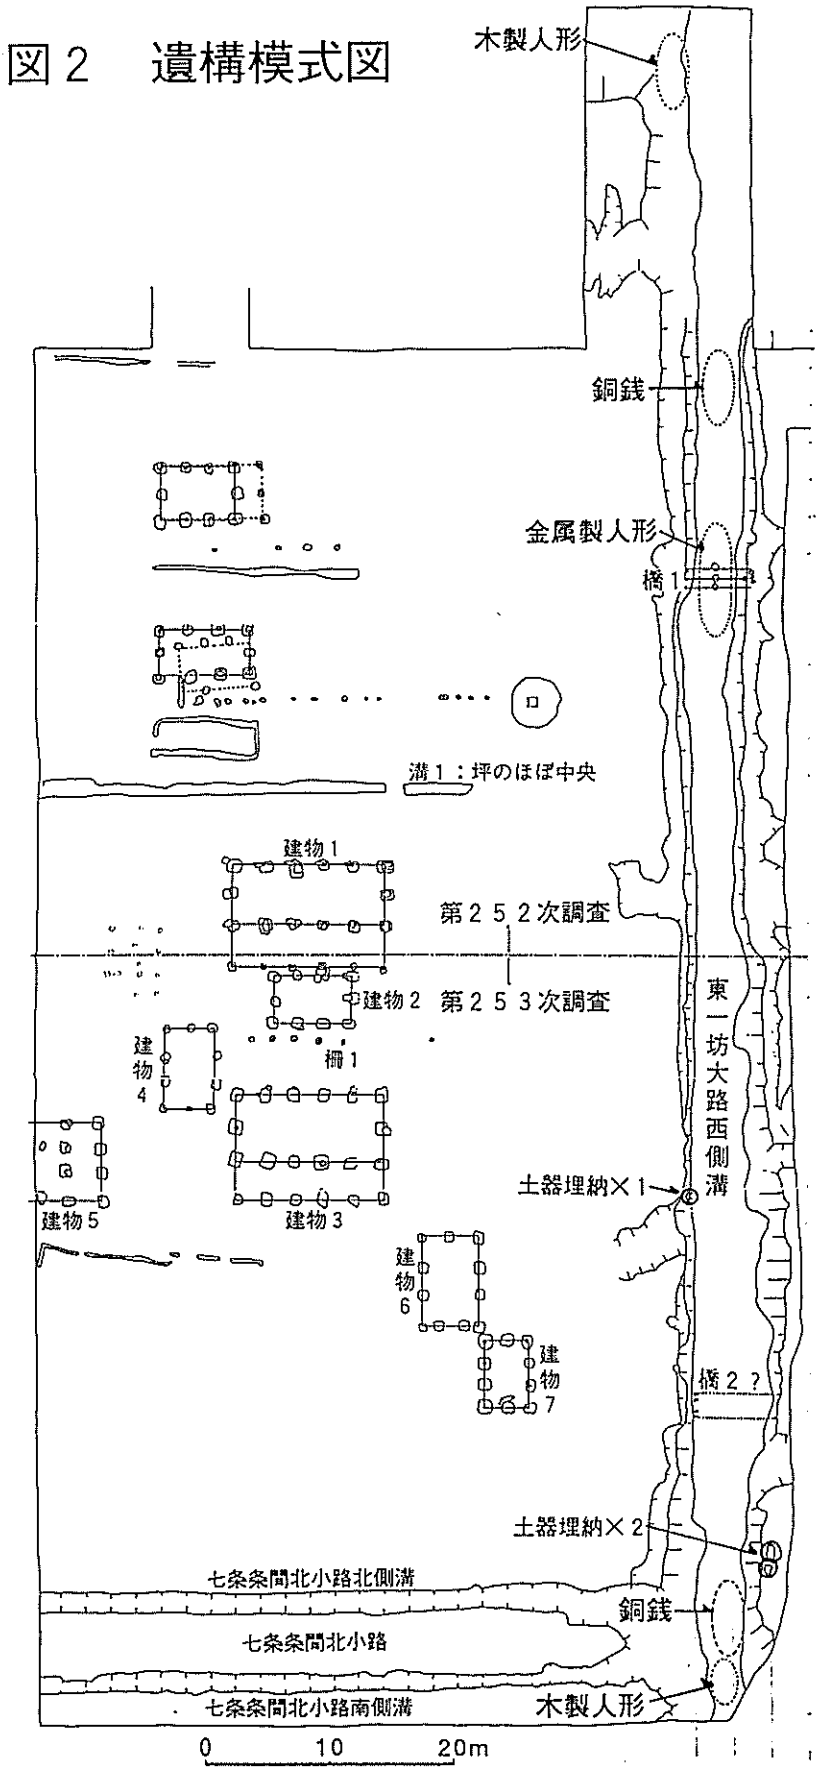 図2 遺構模式図
木製人形
銅銭
金属製人形
橋1
溝1：坪のほぼ中央
建物1
第252次調査
建物2
第253次調査
東一坊大路西側溝
建物4
柵1
土器埋納×1
建物5
建物3
建物6
建物7
橋2?
土器埋納×2
七条条間北小路北側溝
銅銭
七条条間北小路
木製人形
七条条間北小路南側溝
0 10 20m